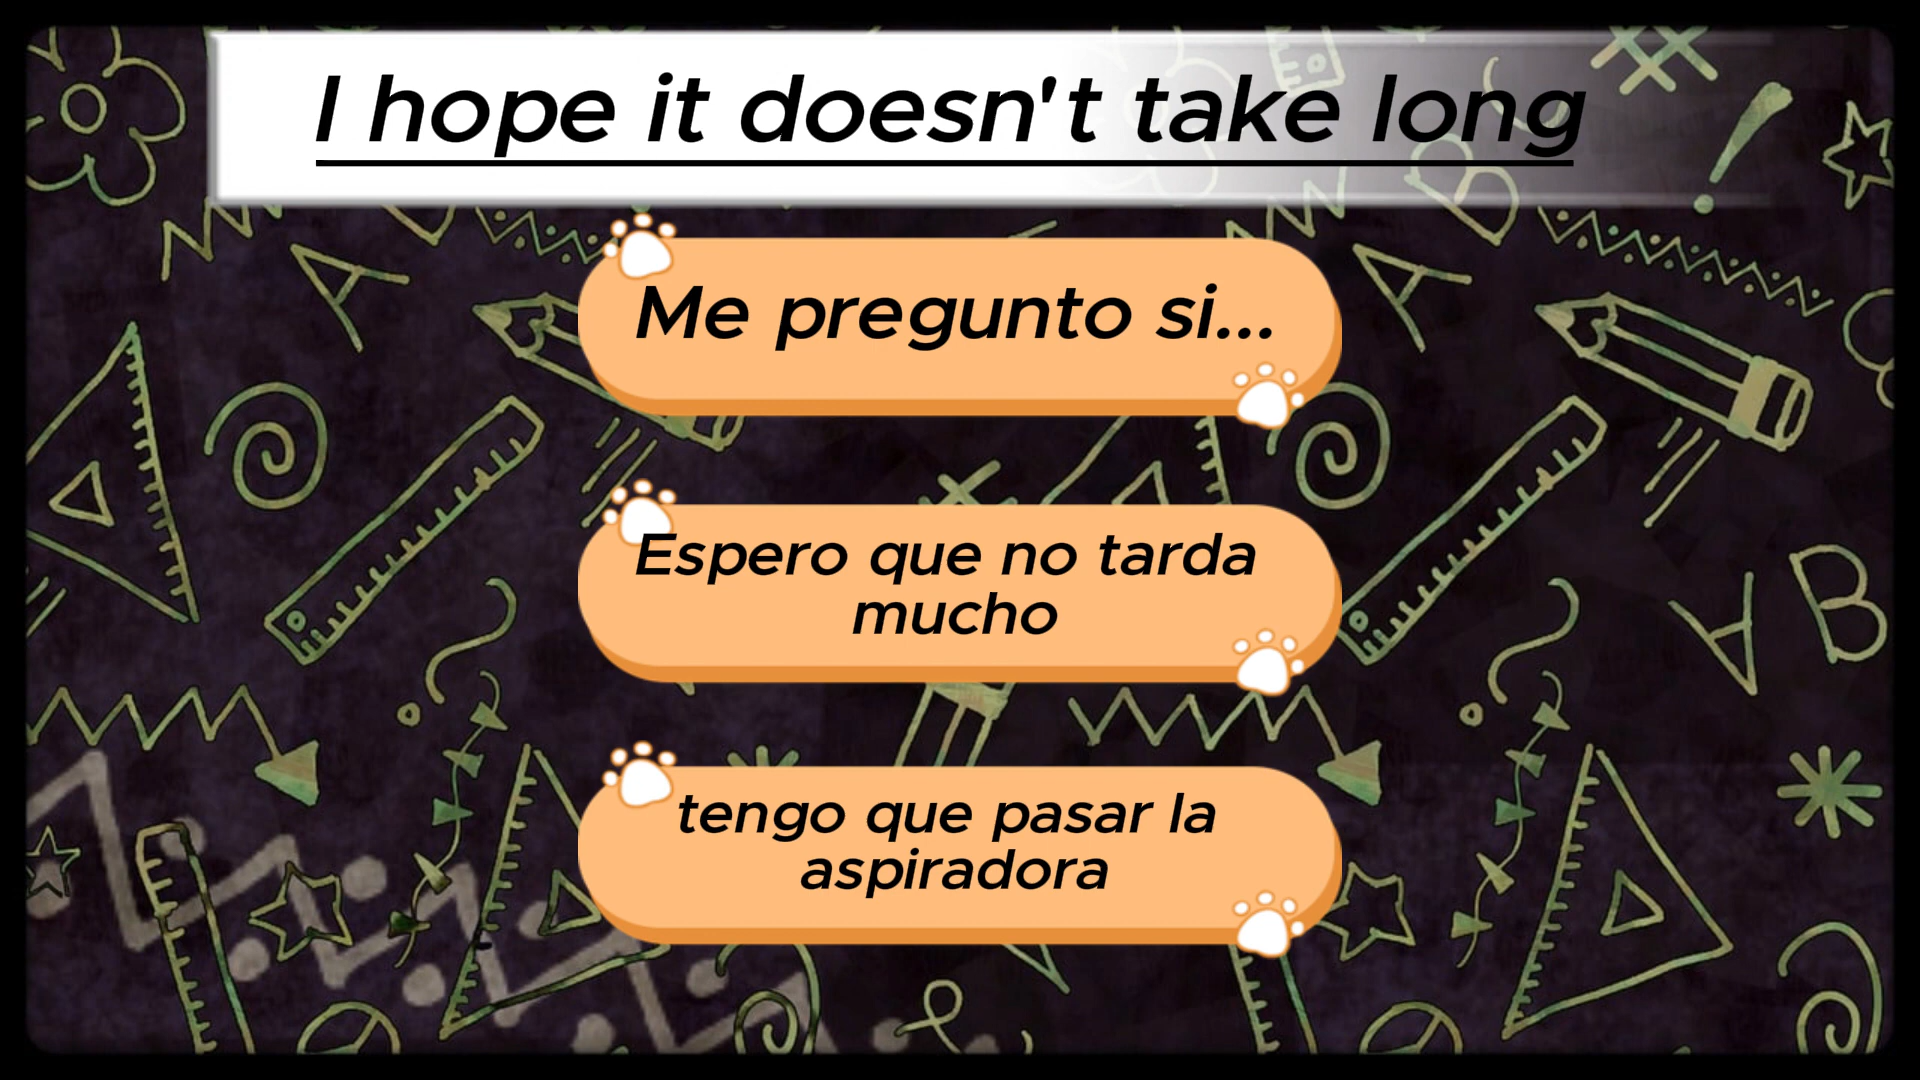 I hope it doesn't take long
Me pregunto si...
Espero que no tarda
mucho
tengo que pasar la
aspiradora